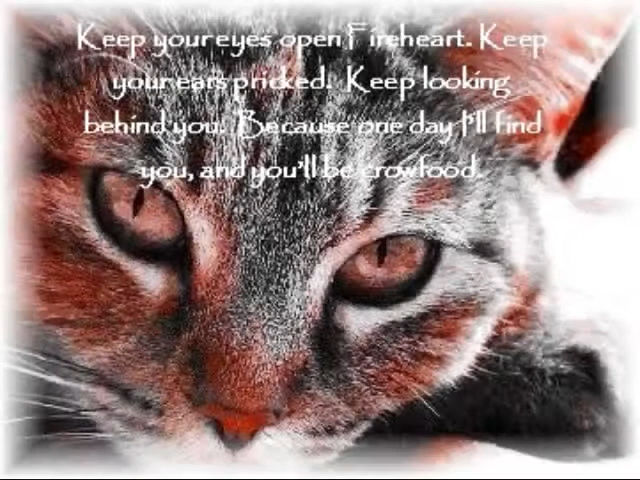 Keep your eyes open Fireheart. Keep
your ears pricked. Keep looking
behind you. Because one day I'll find
you, and you'll be crowfood.